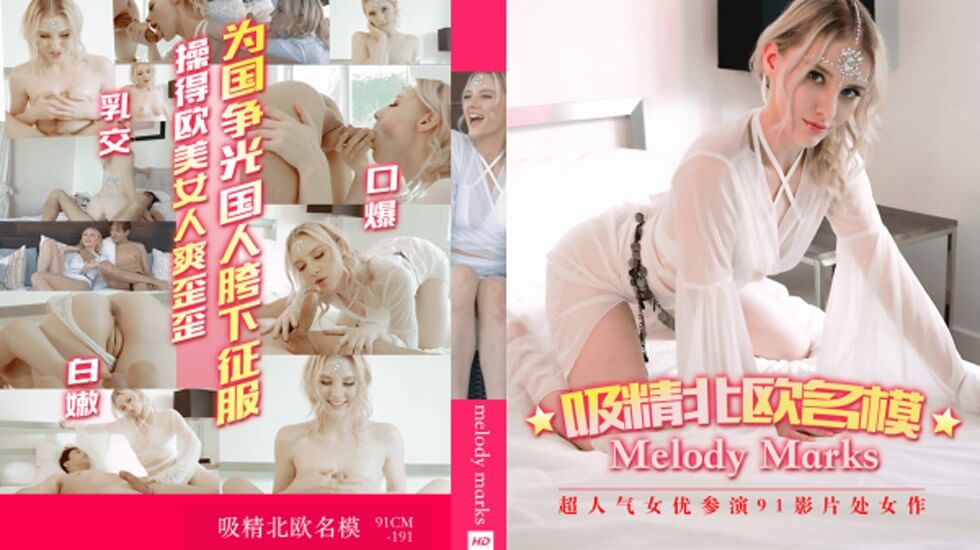 为国争光国人胯下征服
操得欧美女人爽歪歪
乳交
口爆
白嫩
吸精北欧名模
91CM
-191
melody marks
HD
吸精北欧名模
Melody Marks
超人气女优参演91影片处女作